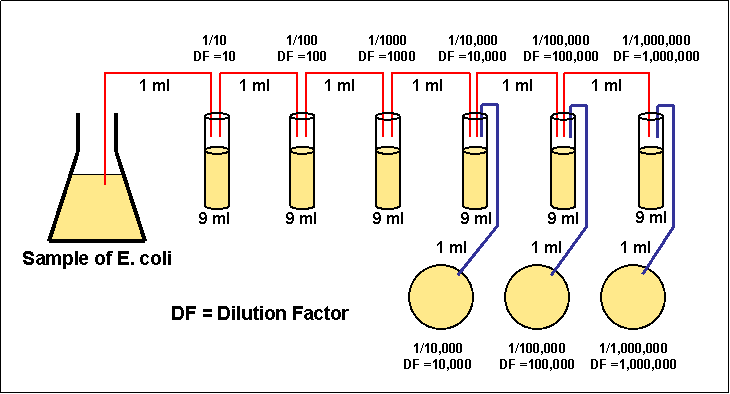 1/10 1/100 1/1000 1/10,000 1/100,000 1/1,000,000
DF =10 DF =100 DF =1000 DF =10,000 DF =100,000 DF =1,000,000
1 ml 1 ml 1 ml 1 ml 1 ml 1 ml
9 ml 9 ml 9 ml 9 ml 9 ml 9 ml
1 ml 1 ml 1 ml
Sample of E. coli
DF = Dilution Factor
1/10,000 1/100,000 1/1,000,000
DF =10,000 DF =100,000 DF =1,000,000